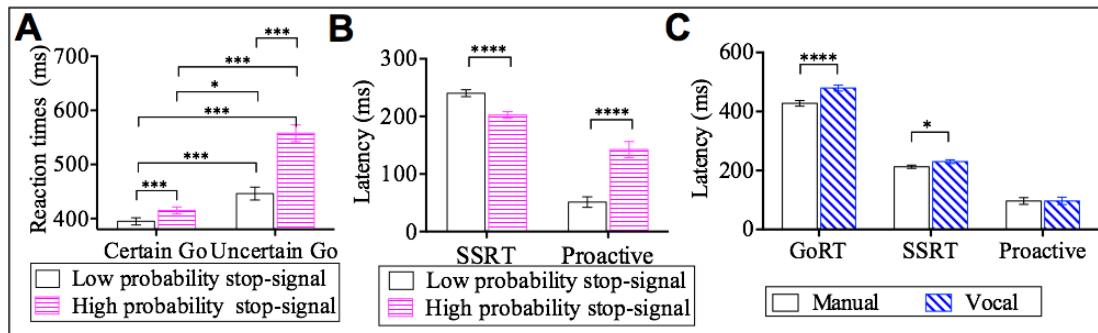 A
Reaction times (ms)
700
600
550
450
400
***
***
*
***
***
***
Certain Go Uncertain Go
Low probability stop-signal
High probability stop-signal
B
Latency (ms)
300
200
100
0
****
****
SSRT Proactive
Low probability stop-signal
High probability stop-signal
C
Latency (ms)
600
400
200
0
****
*
GoRT SSRT Proactive
Manual Vocal